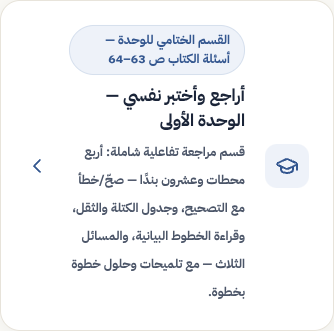 القسم الختامي للوحدة —
أسئلة الكتاب ص 63–64
أراجع وأختبر نفسي —
الوحدة الأولى
قسم مراجعة تفاعلية شاملة: أربع
محطات وعشرون بندًا — صحّ/خطأ
مع التصحيح، وجدول الكتلة والثقل،
وقراءة الخطوط البيانية، والمسائل
الثلاث — مع تلميحات وحلول خطوة
بخطوة.